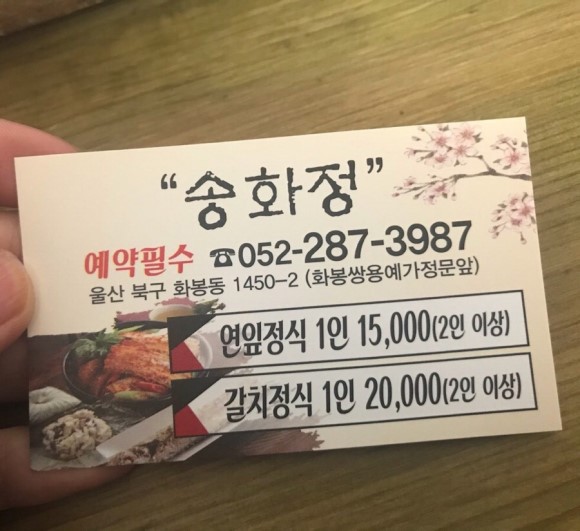 “송화정”
예약필수 ☎052-287-3987
울산 북구 화봉동 1450-2 (화봉쌍용예가정문앞)
연잎정식 1인 15,000(2인 이상)
갈치정식 1인 20,000(2인 이상)